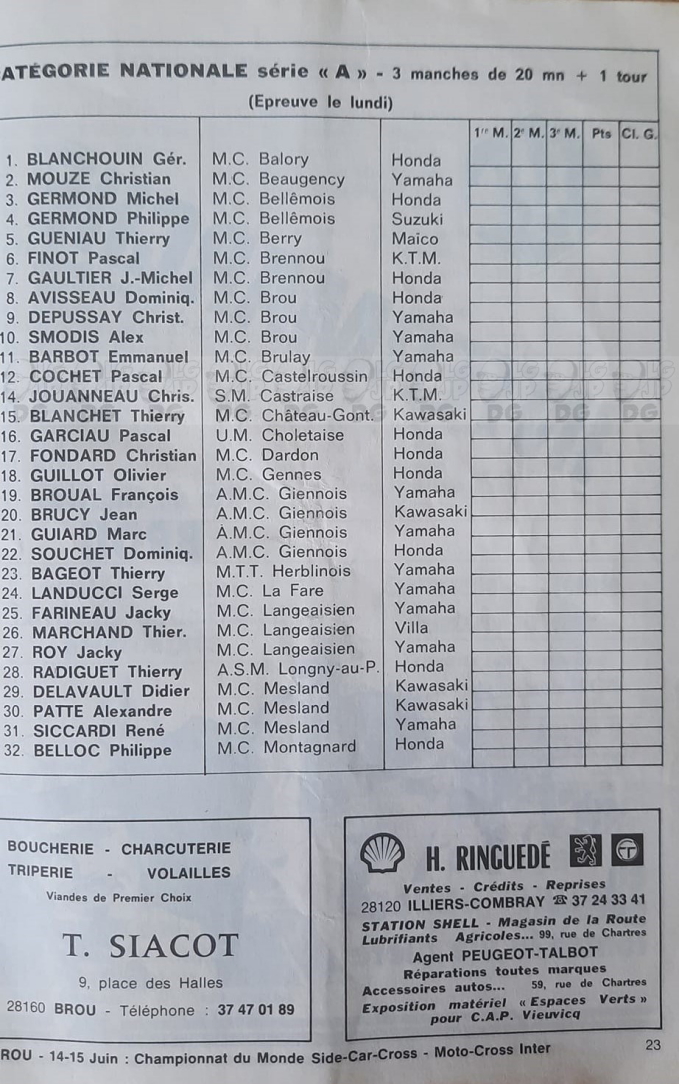 ATÉGORIE NATIONALE série « A » - 3 manches de 20 mn + 1 tour
(Epreuve le lundi)
1re M. 2e M. 3e M. Pts Cl. G.
1. BLANCHOUIN Gér. M.C. Balory Honda
2. MOUZE Christian M.C. Beaugency Yamaha
3. GERMOND Michel M.C. Bellêmois Honda
4. GERMOND Philippe M.C. Bellêmois Suzuki
5. GUENIAU Thierry M.C. Berry Maico
6. FINOT Pascal M.C. Brennou K.T.M.
7. GAULTIER J.-Michel M.C. Brennou Honda
8. AVISSEAU Dominiq. M.C. Brou Honda
9. DEPUSSAY Christ. M.C. Brou Yamaha
10. SMODIS Alex M.C. Brou Yamaha
11. BARBOT Emmanuel M.C. Brulay Yamaha
12. COCHET Pascal M.C. Castelroussin Honda
14. JOUANNEAU Chris. S.M. Castraise K.T.M.
15. BLANCHET Thierry M.C. Château-Gont. Kawasaki
16. GARCIAU Pascal U.M. Choletaise Honda
17. FONDARD Christian M.C. Dardon Honda
18. GUILLOT Olivier M.C. Gennes Honda
19. BROUAL François A.M.C. Giennois Yamaha
20. BRUCY Jean A.M.C. Giennois Kawasaki
21. GUIARD Marc A.M.C. Giennois Yamaha
22. SOUCHET Dominiq. A.M.C. Giennois Honda
23. BAGEOT Thierry M.T.T. Herblinois Yamaha
24. LANDUCCI Serge M.C. La Fare Yamaha
25. FARINEAU Jacky M.C. Langeaisien Yamaha
26. MARCHAND Thier. M.C. Langeaisien Villa
27. ROY Jacky M.C. Langeaisien Yamaha
28. RADIGUET Thierry A.S.M. Longny-au-P. Honda
29. DELAVAULT Didier M.C. Mesland Kawasaki
30. PATTE Alexandre M.C. Mesland Kawasaki
31. SICCARDI René M.C. Mesland Yamaha
32. BELLOC Philippe M.C. Montagnard Honda
BOUCHERIE - CHARCUTERIE
TRIPERIE - VOLAILLES
Viandes de Premier Choix
T. SIACOT
9, place des Halles
28160 BROU - Téléphone : 37 47 01 89
H. RINGUEDÉ
Ventes - Crédits - Reprises
28120 ILLIERS-COMBRAY ☎ 37 24 33 41
STATION SHELL - Magasin de la Route
Lubrifiants Agricoles... 99, rue de Chartres
Agent PEUGEOT-TALBOT
Réparations toutes marques
Accessoires autos... 59, rue de Chartres
Exposition matériel « Espaces Verts »
pour C.A.P. Vieuvicq
ROU - 14-15 Juin : Championnat du Monde Side-Car-Cross - Moto-Cross Inter 23